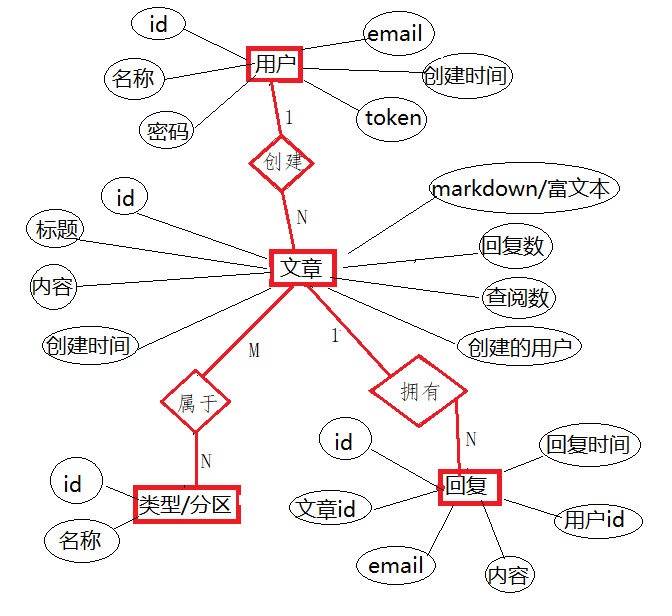 id
email
用户
名称
创建时间
密码
token
1
创建
N
id
markdown/富文本
标题
回复数
文章
内容
查阅数
创建时间
创建的用户
M
1
属于
拥有
N
N
id
回复时间
id
类型/分区
回复
文章id
用户id
名称
email
内容